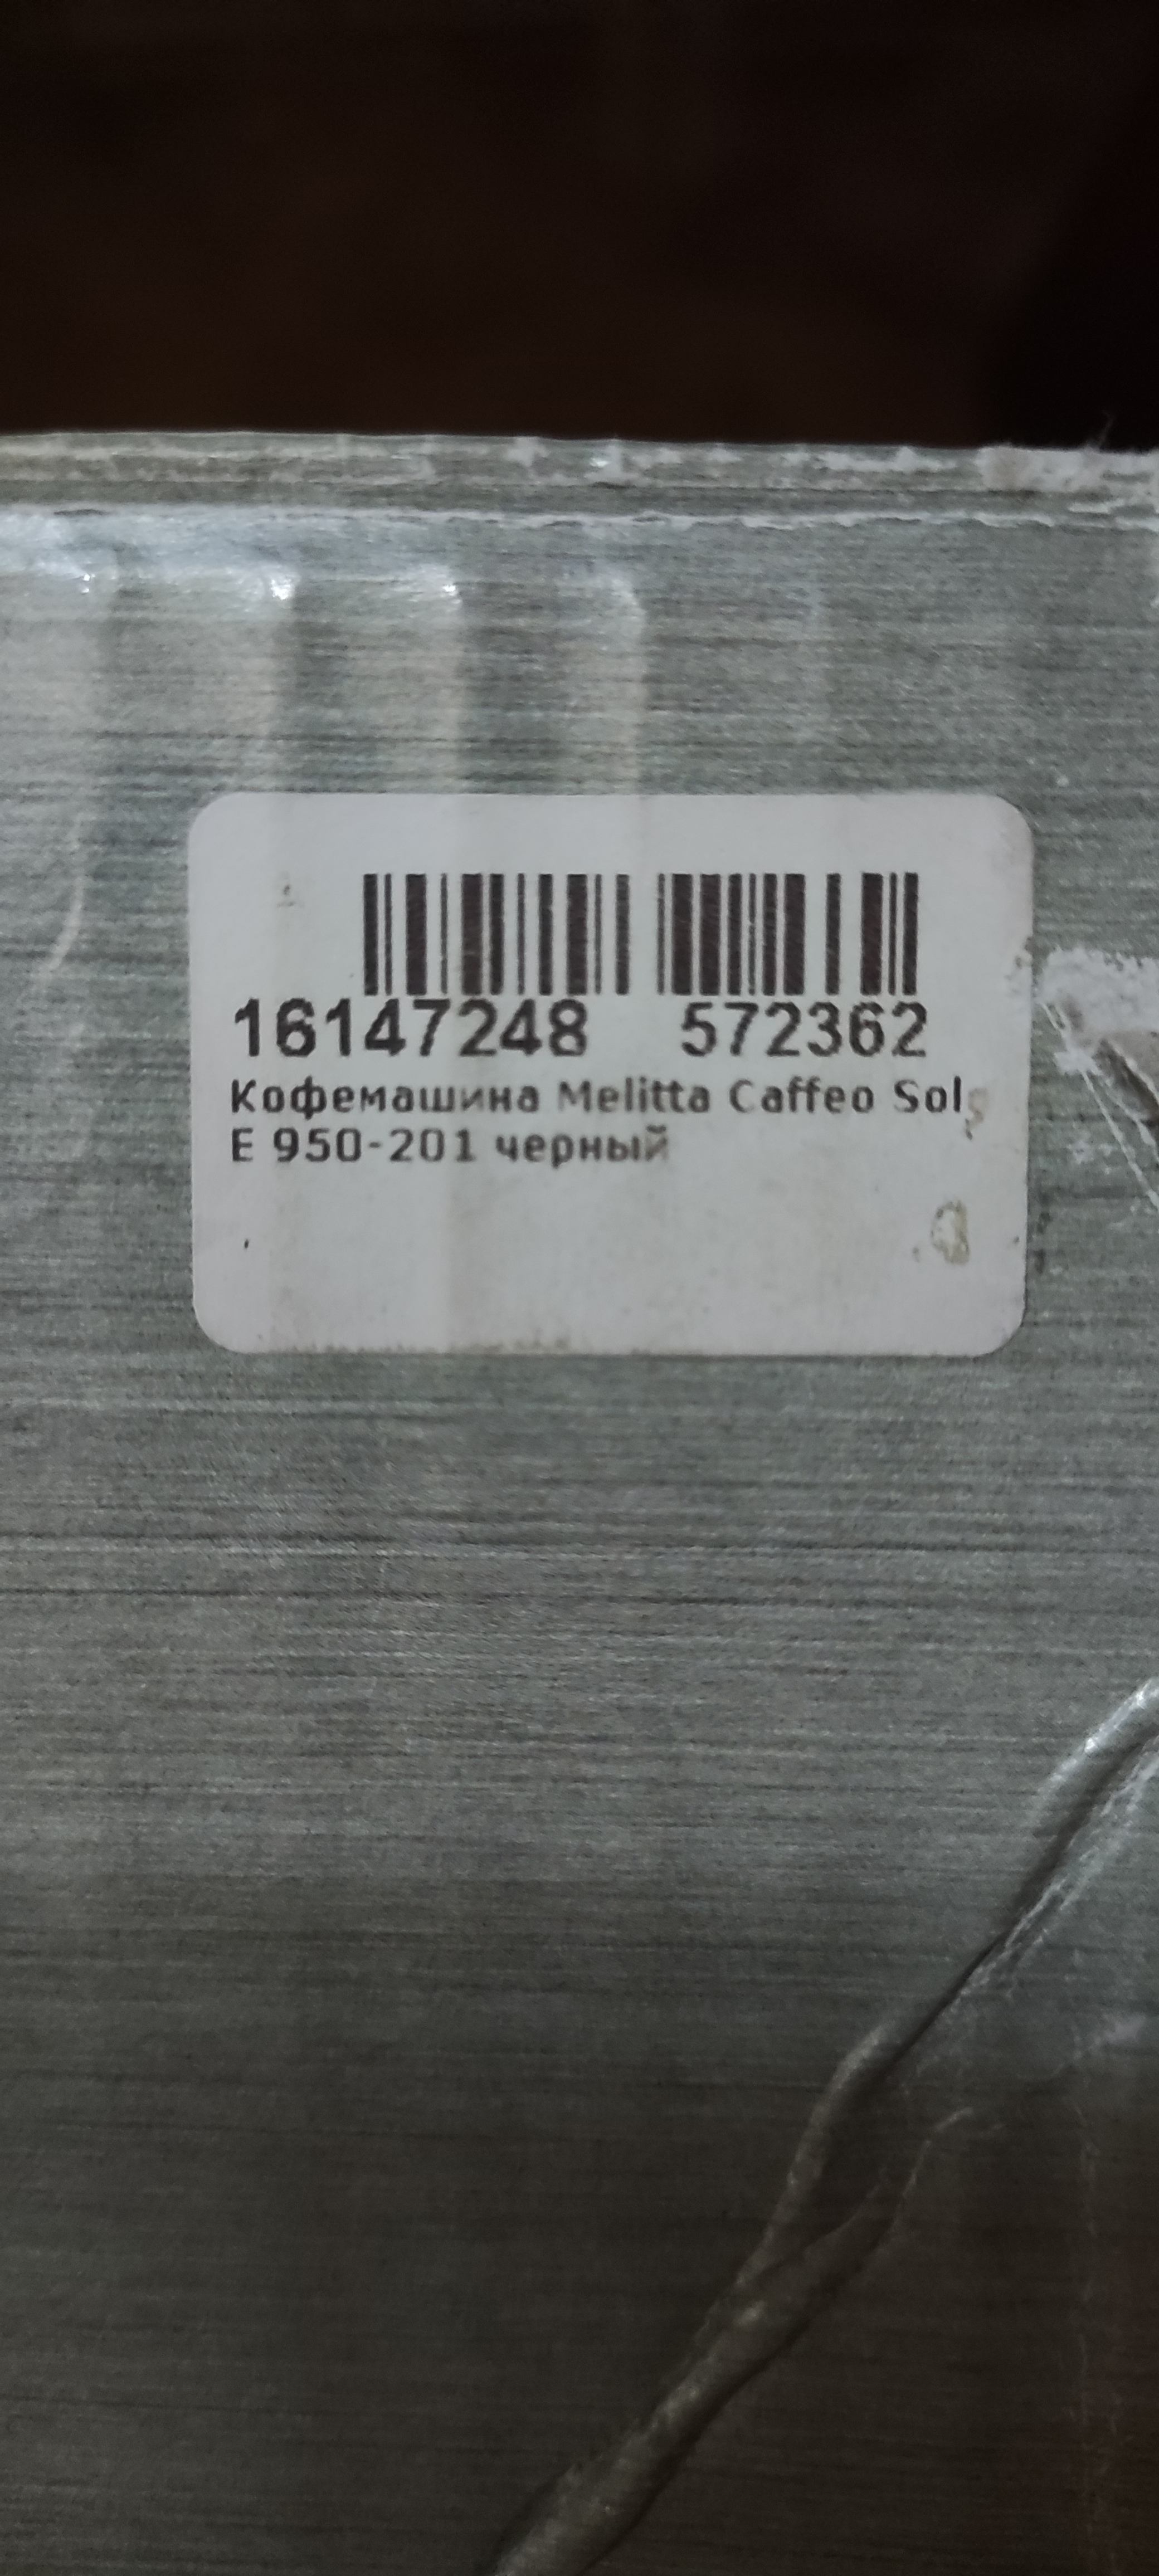 16147248 572362
Кофемашина Melitta Caffeo Sol
E 950-201 черный